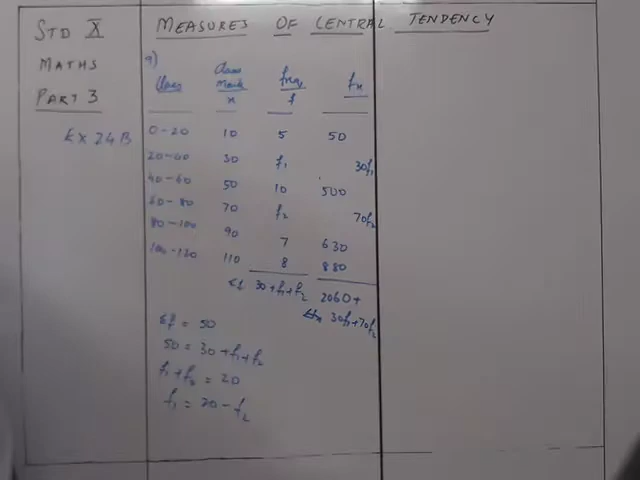 STD X
MATHS
PART 3
EX 24B
MEASURES OF CENTRAL TENDENCY
9)
Class Class Mark x freq f fx
0-20 10 5 50
20-40 30 f₁ 30f₁
40-60 50 10 500
60-80 70 f₂ 70f₂
80-100 90 7 630
100-120 110 8 880
Σf 30+f₁+f₂ 2060+
30f₁+70f₂
Σf = 50
50 = 30+f₁+f₂
f₁+f₂ = 20
f₁ = 20-f₂